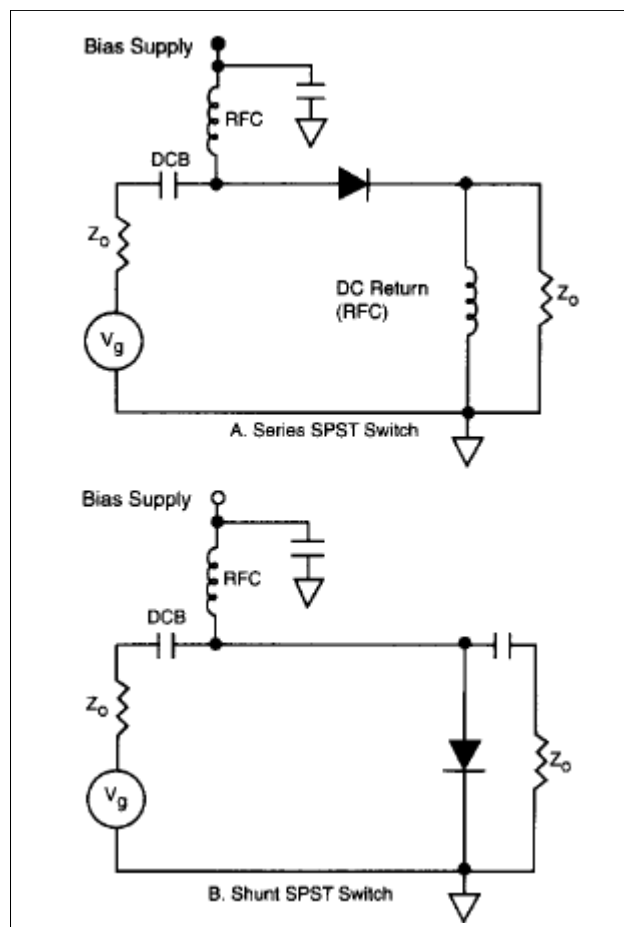 Bias Supply
RFC
DCB
Zo
Vg
DC Return
(RFC)
Zo
A. Series SPST Switch
Bias Supply
RFC
DCB
Zo
Vg
Zo
B. Shunt SPST Switch